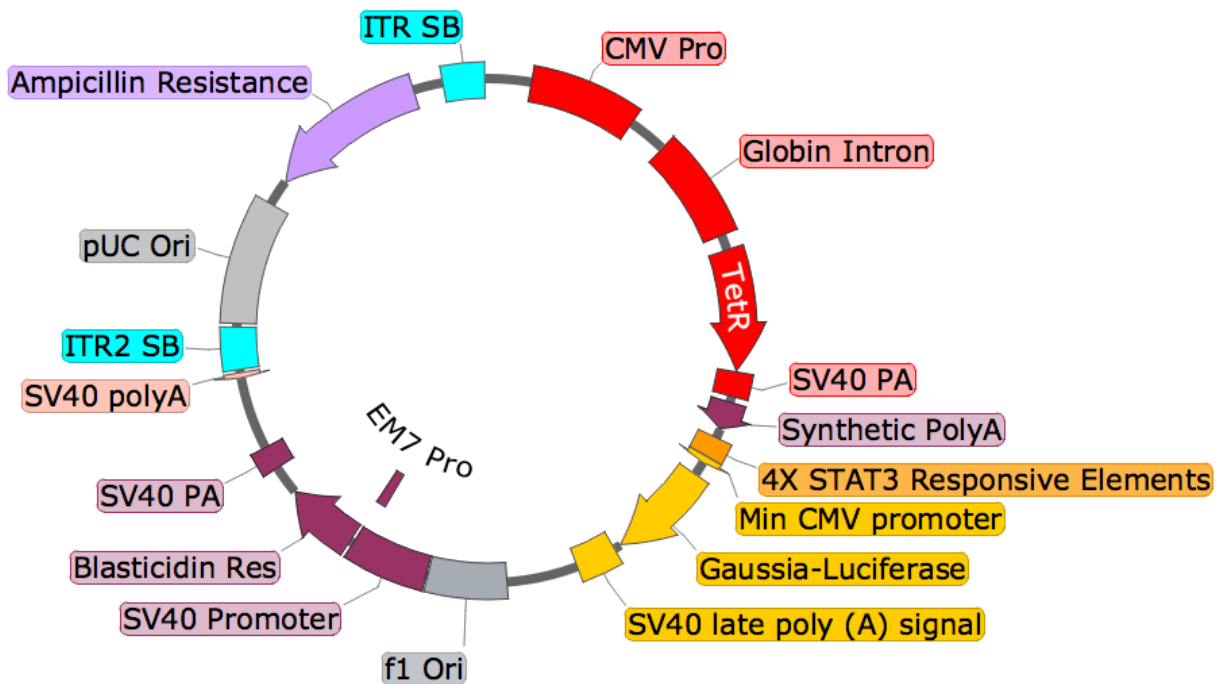 ITR SB
CMV Pro
Ampicillin Resistance
Globin Intron
pUC Ori
TetR
ITR2 SB
SV40 polyA
SV40 PA
EM7 Pro
Synthetic PolyA
4X STAT3 Responsive Elements
SV40 PA
Min CMV promoter
Blasticidin Res
Gaussia-Luciferase
SV40 Promoter
SV40 late poly (A) signal
f1 Ori